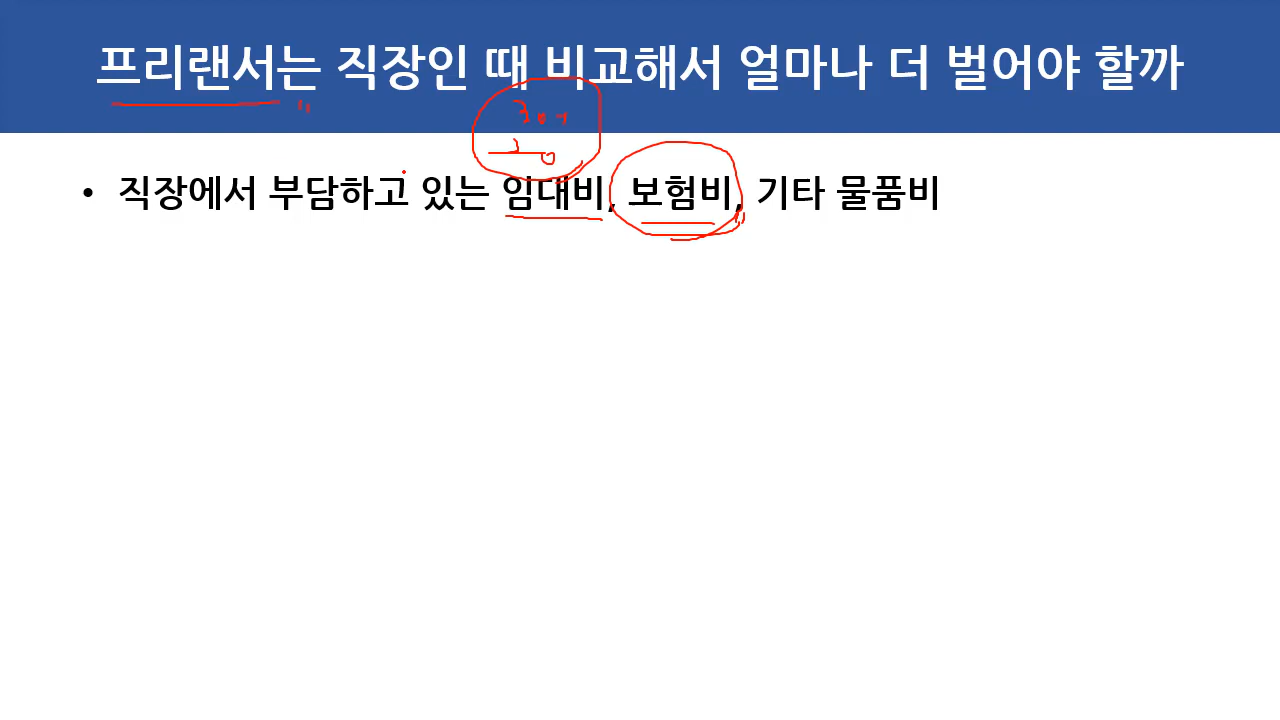 프리랜서는 직장인 때 비교해서 얼마나 더 벌어야 할까
• 직장에서 부담하고 있는 임대비, 보험비, 기타 물품비